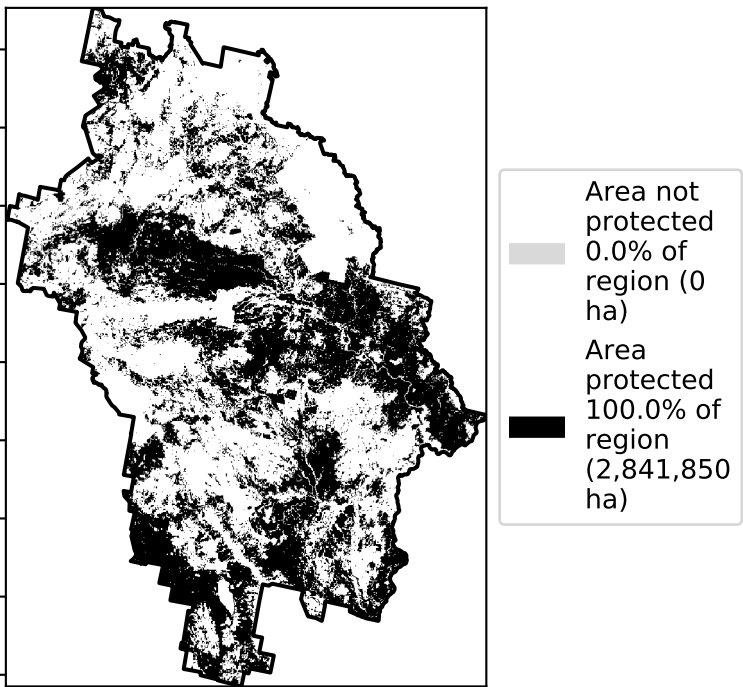 Area not
protected
0.0% of
region (0
ha)
Area
protected
100.0% of
region
(2,841,850
ha)